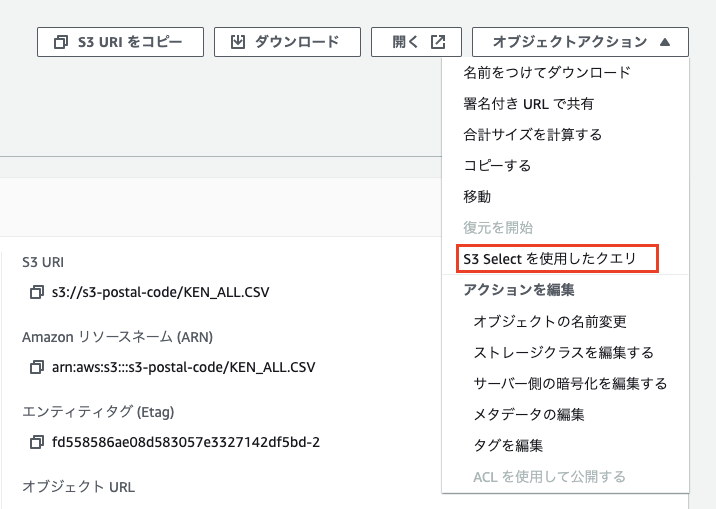 S3 URI をコピー
ダウンロード
開く
オブジェクトアクション
名前をつけてダウンロード
署名付き URL で共有
合計サイズを計算する
コピーする
移動
復元を開始
S3 Select を使用したクエリ
アクションを編集
オブジェクトの名前変更
ストレージクラスを編集する
サーバー側の暗号化を編集する
メタデータの編集
タグを編集
ACL を使用して公開する
S3 URI
s3://s3-postal-code/KEN_ALL.CSV
Amazon リソースネーム (ARN)
arn:aws:s3:::s3-postal-code/KEN_ALL.CSV
エンティティタグ (Etag)
fd558586ae08d583057e3327142df5bd-2
オブジェクト URL